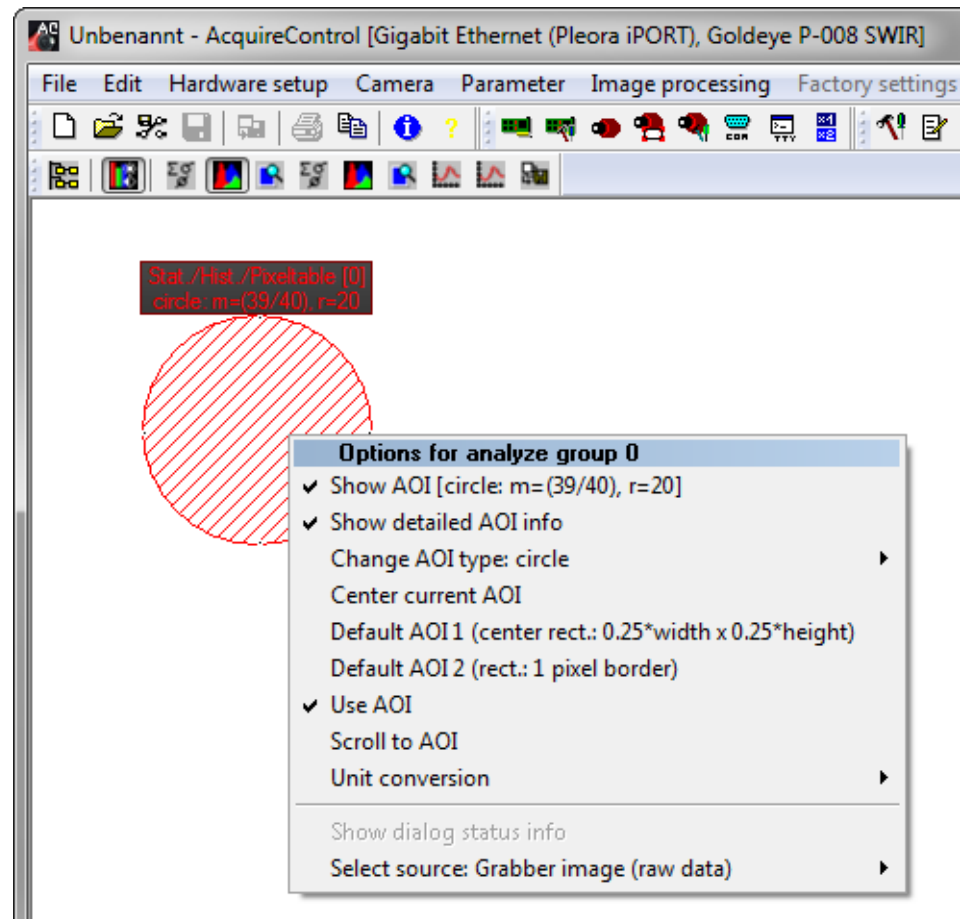 Unbenannt - AcquireControl [Gigabit Ethernet (Pleora iPORT), Goldeye P-008 SWIR]
File Edit Hardware setup Camera Parameter Image processing Factory settings
Stat./Hist./Pixeltable [0]
circle: m=(39/40), r=20
Options for analyze group 0
Show AOI [circle: m=(39/40), r=20]
Show detailed AOI info
Change AOI type: circle
Center current AOI
Default AOI 1 (center rect.: 0.25*width x 0.25*height)
Default AOI 2 (rect.: 1 pixel border)
Use AOI
Scroll to AOI
Unit conversion
Show dialog status info
Select source: Grabber image (raw data)